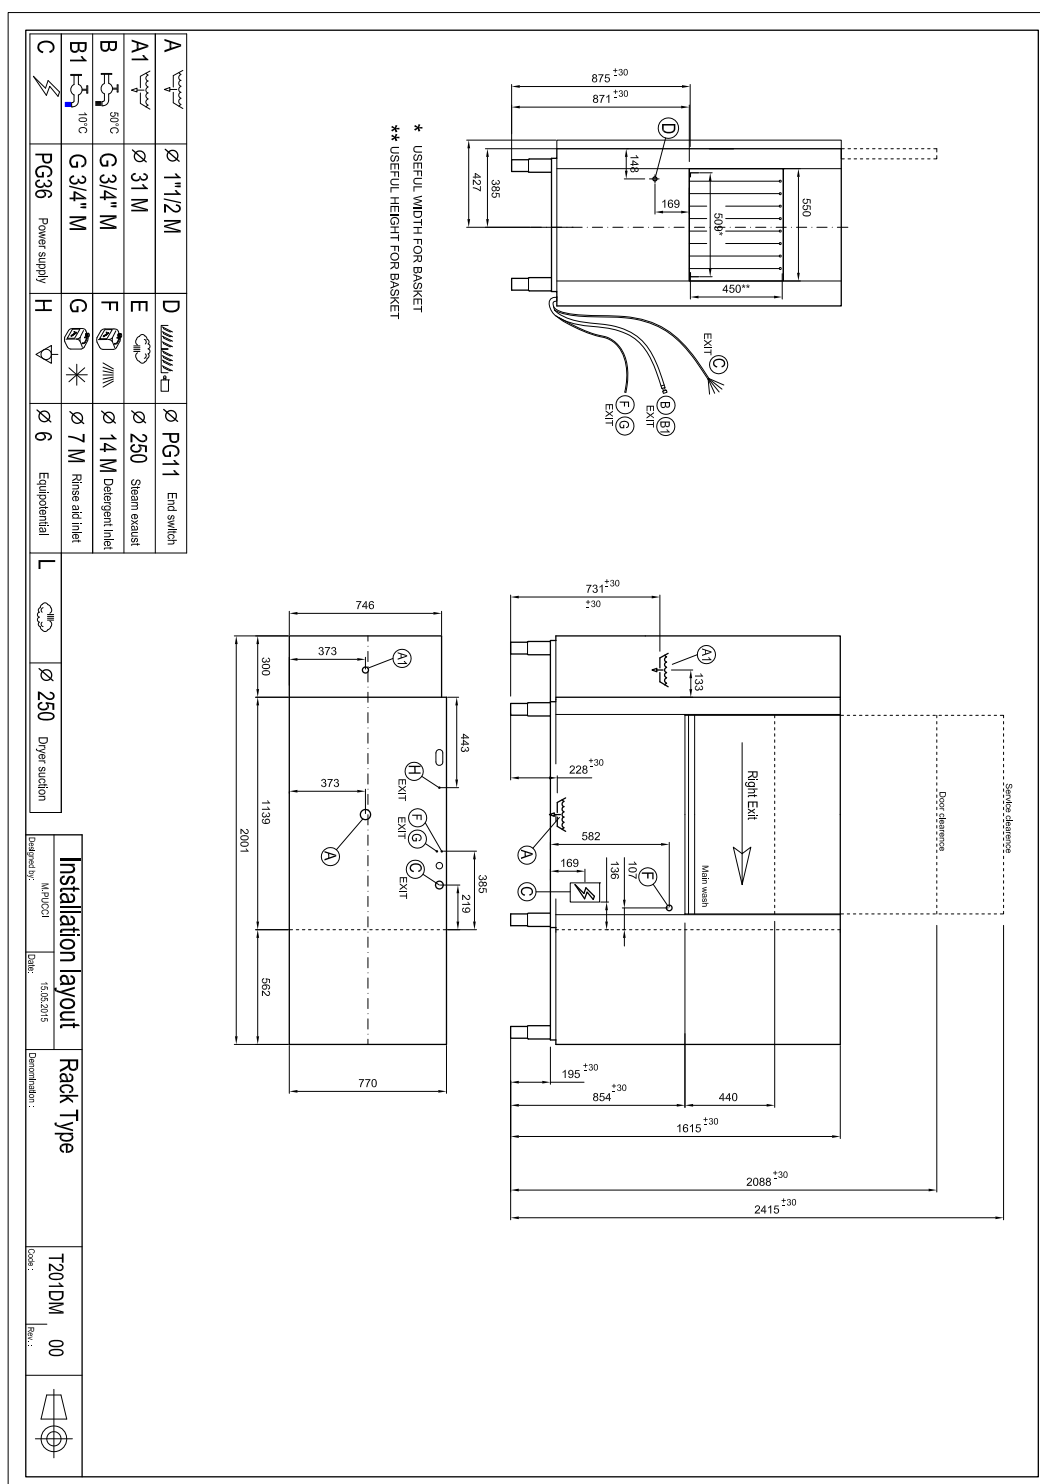 875 ±30
871 ±30
D
148
385
427
169
550
509*
450**
* USEFUL WIDTH FOR BASKET
** USEFUL HEIGHT FOR BASKET
C
EXIT
B B1
EXIT
F G
EXIT
731 ±30
±30
A1
133
228 ±30
Right Exit
Main wash
Door clearence
Service clearence
A
582
169
136
107
F
C
195 ±30
854 ±30
440
1615 ±30
2088 ±30
2415 ±30
746
373
A1
300
443
H
EXIT
373
F G
EXIT
A
C
EXIT
385
219
1139
2001
562
770
A Ø 1"1/2 M D Ø PG11 End switch
A1 Ø 31 M E Ø 250 Steam exaust
B 50°C G 3/4" M F Ø 14 M Detergent inlet
B1 10°C G 3/4" M G Ø 7 M Rinse aid inlet
C PG36 Power supply H Ø 6 Equipotential L Ø 250 Dryer suction
Installation layout
Designed by: M.PUCCI Date: 15.05.2015
Rack Type
Denomination :
T201DM 00
Code : Rev. :